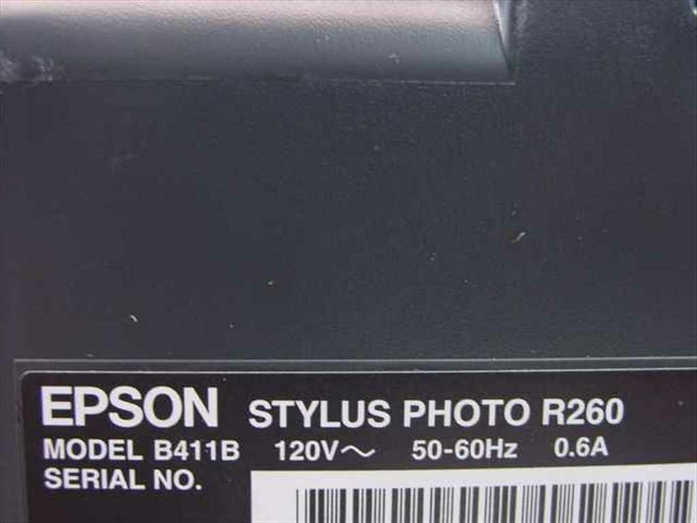 EPSON STYLUS PHOTO R260
MODEL B411B 120V～ 50-60Hz 0.6A
SERIAL NO.